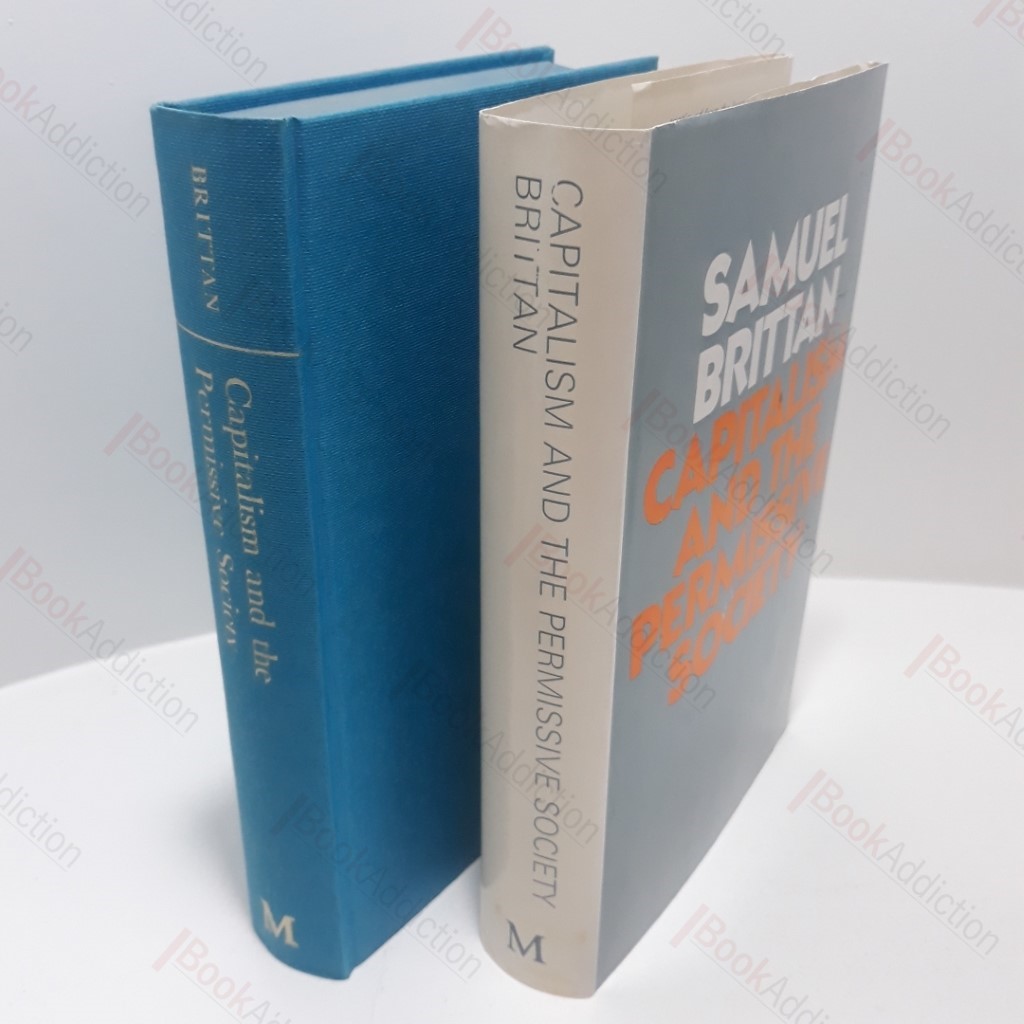 BRITTAN
Capitalism and the
Permissive Society
M
CAPITALISM AND THE PERMISSIVE SOCIETY
BRITTAN
M
SAMUEL
BRITTAN
CAPITALISM
AND THE
PERMISSIVE
SOCIETY
BookAddiction